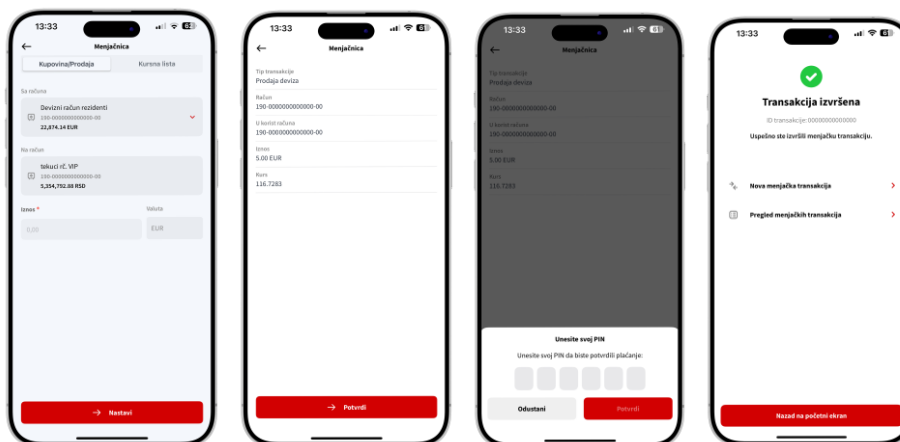 13:33
Menjačnica
Kupovina/Prodaja
Kursna lista
Sa računa
Devizni račun rezidenti
190-0000000000000-00
22,874.14 EUR
Na račun
tekuci rč. VIP
190-0000000000000-00
5,354,792.88 RSD
Iznos *
Valuta
0,00
EUR
Nastavi
13:33
Menjačnica
Tip transakcije
Prodaja deviza
Račun
190-0000000000000-00
U korist računa
190-0000000000000-00
Iznos
5.00 EUR
Kurs
116.7283
Potvrdi
13:33
Menjačnica
Tip transakcije
Prodaja deviza
Račun
190-0000000000000-00
U korist računa
190-0000000000000-00
Iznos
5.00 EUR
Kurs
116.7283
Unesite svoj PIN
Unesite svoj PIN da biste potvrdili plaćanje:
Odustani
Potvrdi
13:33
Transakcija izvršena
ID transakcije: 00000000000000
Uspešno ste izvršili menjačku transakciju.
Nova menjačka transakcija
Pregled menjačkih transakcija
Nazad na početni ekran